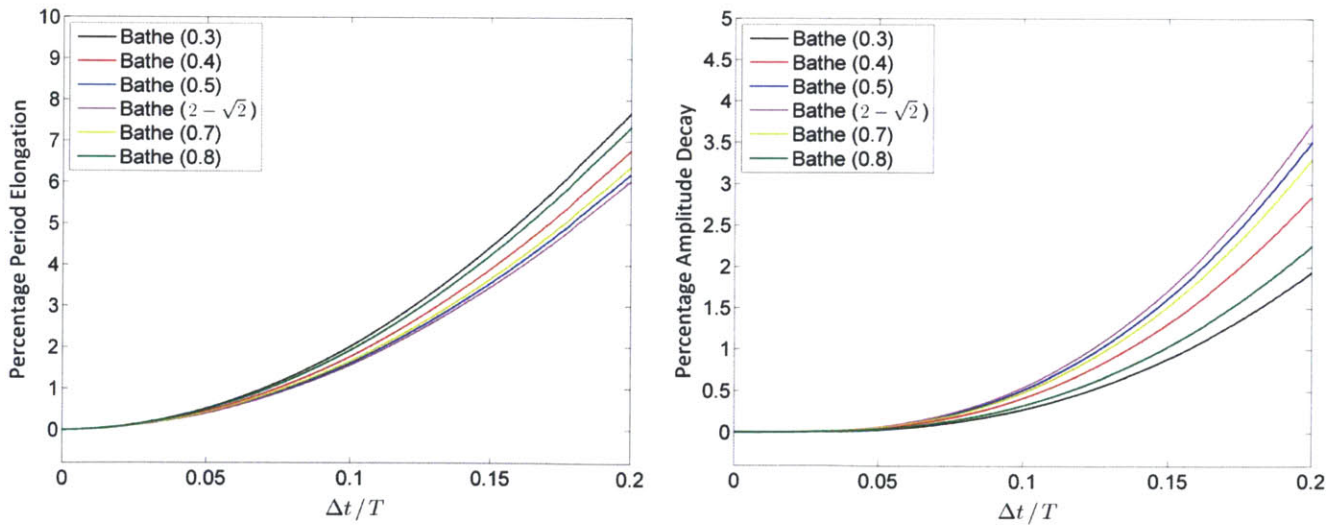 10
9
8
7
6
5
4
3
2
1
0
Percentage Period Elongation
Bathe (0.3)
Bathe (0.4)
Bathe (0.5)
Bathe (2 − √2)
Bathe (0.7)
Bathe (0.8)
0
0.05
0.1
0.15
0.2
Δt/T
5
4.5
4
3.5
3
2.5
2
1.5
1
0.5
0
Percentage Amplitude Decay
Bathe (0.3)
Bathe (0.4)
Bathe (0.5)
Bathe (2 − √2)
Bathe (0.7)
Bathe (0.8)
0
0.05
0.1
0.15
0.2
Δt/T